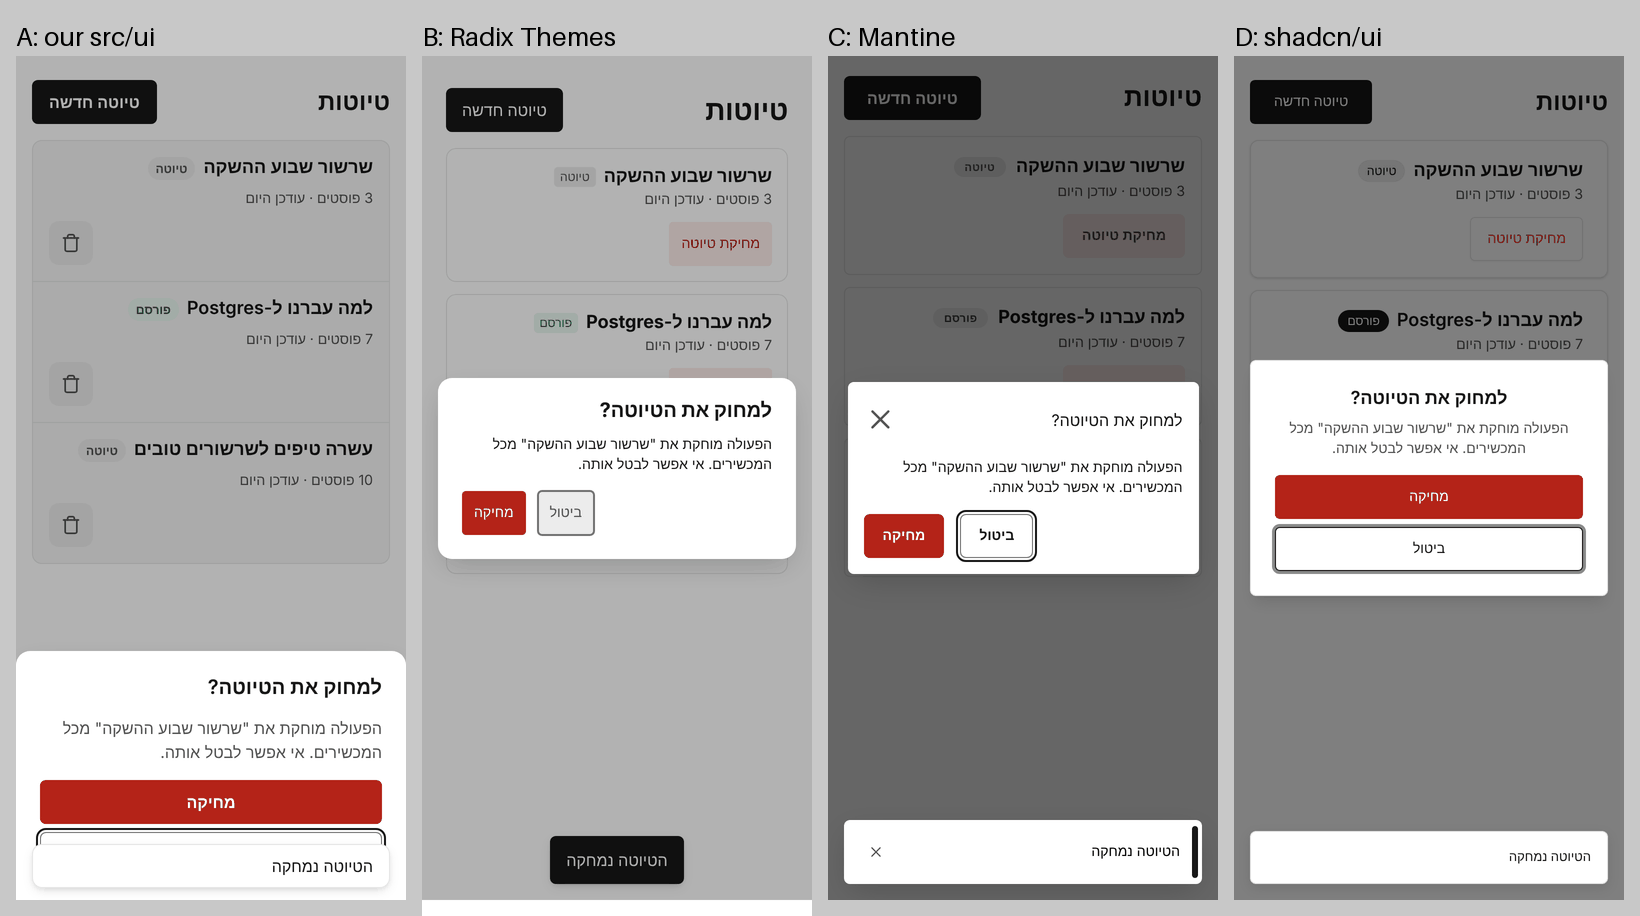 A: our src/ui
טיוטות
טיוטה חדשה
שרשור שבוע ההשקה
טיוטה
3 פוסטים · עודכן היום
למה עברנו ל-Postgres
פורסם
7 פוסטים · עודכן היום
עשרה טיפים לשרשורים טובים
טיוטה
10 פוסטים · עודכן היום
למחוק את הטיוטה?
הפעולה מוחקת את "שרשור שבוע ההשקה" מכל
המכשירים. אי אפשר לבטל אותה.
מחיקה
הטיוטה נמחקה
B: Radix Themes
טיוטות
טיוטה חדשה
שרשור שבוע ההשקה
טיוטה
3 פוסטים · עודכן היום
מחיקת טיוטה
למה עברנו ל-Postgres
פורסם
7 פוסטים · עודכן היום
למחוק את הטיוטה?
הפעולה מוחקת את "שרשור שבוע ההשקה" מכל
המכשירים. אי אפשר לבטל אותה.
ביטול
מחיקה
הטיוטה נמחקה
C: Mantine
טיוטות
טיוטה חדשה
שרשור שבוע ההשקה
טיוטה
3 פוסטים · עודכן היום
מחיקת טיוטה
למה עברנו ל-Postgres
פורסם
7 פוסטים · עודכן היום
למחוק את הטיוטה?
הפעולה מוחקת את "שרשור שבוע ההשקה" מכל
המכשירים. אי אפשר לבטל אותה.
ביטול
מחיקה
הטיוטה נמחקה
D: shadcn/ui
טיוטות
טיוטה חדשה
שרשור שבוע ההשקה
טיוטה
3 פוסטים · עודכן היום
מחיקת טיוטה
למה עברנו ל-Postgres
פורסם
7 פוסטים · עודכן היום
למחוק את הטיוטה?
הפעולה מוחקת את "שרשור שבוע ההשקה" מכל
המכשירים. אי אפשר לבטל אותה.
מחיקה
ביטול
הטיוטה נמחקה